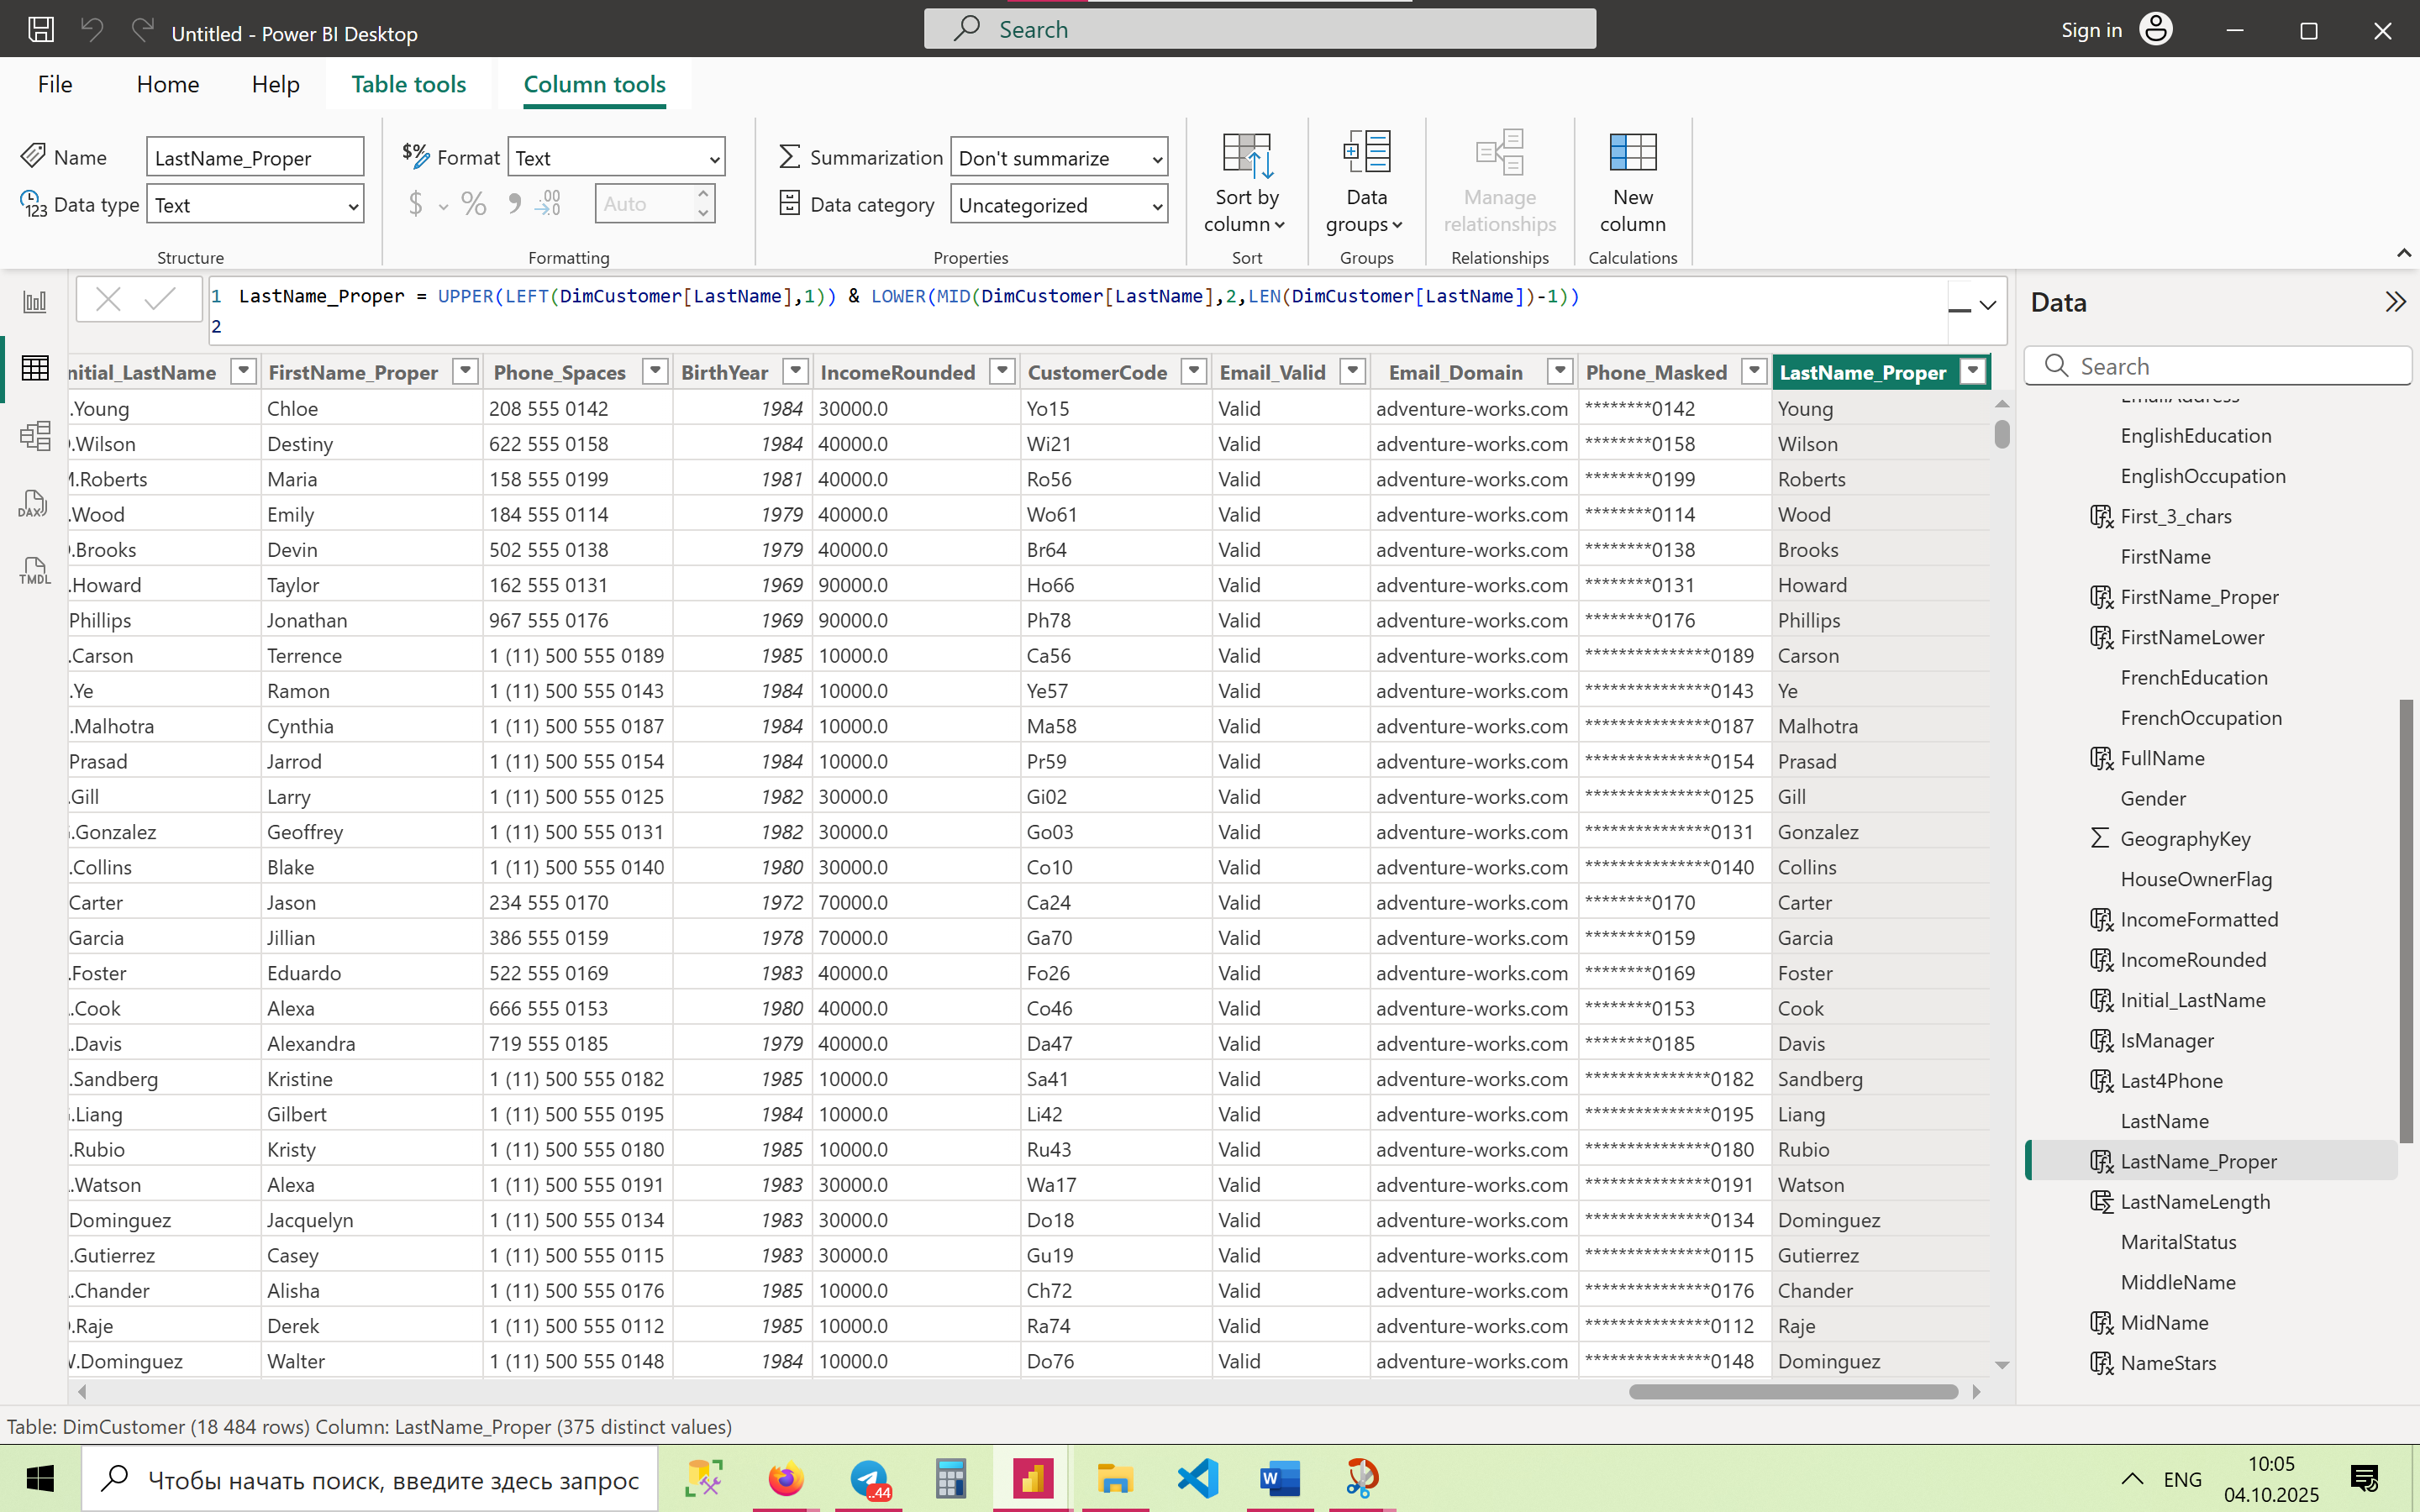 Untitled - Power BI Desktop
Search
Sign in
File Home Help Table tools Column tools
Name LastName_Proper
$% Format Text
Summarization Don't summarize
Data type Text
$ % , .00 Auto
Data category Uncategorized
Sort by column
Data groups
Manage relationships
New column
Structure Formatting Properties Sort Groups Relationships Calculations
1 LastName_Proper = UPPER(LEFT(DimCustomer[LastName],1)) & LOWER(MID(DimCustomer[LastName],2,LEN(DimCustomer[LastName])-1))
2
nitial_LastName FirstName_Proper Phone_Spaces BirthYear IncomeRounded CustomerCode Email_Valid Email_Domain Phone_Masked LastName_Proper
.Young Chloe 208 555 0142 1984 30000.0 Yo15 Valid adventure-works.com ********0142 Young
.Wilson Destiny 622 555 0158 1984 40000.0 Wi21 Valid adventure-works.com ********0158 Wilson
.Roberts Maria 158 555 0199 1981 40000.0 Ro56 Valid adventure-works.com ********0199 Roberts
.Wood Emily 184 555 0114 1979 40000.0 Wo61 Valid adventure-works.com ********0114 Wood
.Brooks Devin 502 555 0138 1979 40000.0 Br64 Valid adventure-works.com ********0138 Brooks
.Howard Taylor 162 555 0131 1969 90000.0 Ho66 Valid adventure-works.com ********0131 Howard
Phillips Jonathan 967 555 0176 1969 90000.0 Ph78 Valid adventure-works.com ********0176 Phillips
.Carson Terrence 1 (11) 500 555 0189 1985 10000.0 Ca56 Valid adventure-works.com ***************0189 Carson
.Ye Ramon 1 (11) 500 555 0143 1984 10000.0 Ye57 Valid adventure-works.com ***************0143 Ye
.Malhotra Cynthia 1 (11) 500 555 0187 1984 10000.0 Ma58 Valid adventure-works.com ***************0187 Malhotra
Prasad Jarrod 1 (11) 500 555 0154 1984 10000.0 Pr59 Valid adventure-works.com ***************0154 Prasad
.Gill Larry 1 (11) 500 555 0125 1982 30000.0 Gi02 Valid adventure-works.com ***************0125 Gill
.Gonzalez Geoffrey 1 (11) 500 555 0131 1982 30000.0 Go03 Valid adventure-works.com ***************0131 Gonzalez
.Collins Blake 1 (11) 500 555 0140 1980 30000.0 Co10 Valid adventure-works.com ***************0140 Collins
Carter Jason 234 555 0170 1972 70000.0 Ca24 Valid adventure-works.com ********0170 Carter
Garcia Jillian 386 555 0159 1978 70000.0 Ga70 Valid adventure-works.com ********0159 Garcia
.Foster Eduardo 522 555 0169 1983 40000.0 Fo26 Valid adventure-works.com ********0169 Foster
.Cook Alexa 666 555 0153 1980 40000.0 Co46 Valid adventure-works.com ********0153 Cook
.Davis Alexandra 719 555 0185 1979 40000.0 Da47 Valid adventure-works.com ********0185 Davis
.Sandberg Kristine 1 (11) 500 555 0182 1985 10000.0 Sa41 Valid adventure-works.com ***************0182 Sandberg
.Liang Gilbert 1 (11) 500 555 0195 1984 10000.0 Li42 Valid adventure-works.com ***************0195 Liang
.Rubio Kristy 1 (11) 500 555 0180 1985 10000.0 Ru43 Valid adventure-works.com ***************0180 Rubio
.Watson Alexa 1 (11) 500 555 0191 1983 30000.0 Wa17 Valid adventure-works.com ***************0191 Watson
Dominguez Jacquelyn 1 (11) 500 555 0134 1983 30000.0 Do18 Valid adventure-works.com ***************0134 Dominguez
.Gutierrez Casey 1 (11) 500 555 0115 1983 30000.0 Gu19 Valid adventure-works.com ***************0115 Gutierrez
.Chander Alisha 1 (11) 500 555 0176 1985 10000.0 Ch72 Valid adventure-works.com ***************0176 Chander
.Raje Derek 1 (11) 500 555 0112 1985 10000.0 Ra74 Valid adventure-works.com ***************0112 Raje
.Dominguez Walter 1 (11) 500 555 0148 1984 10000.0 Do76 Valid adventure-works.com ***************0148 Dominguez
DAX
TMDL
Data
Search
EmailAddress
EnglishEducation
EnglishOccupation
First_3_chars
FirstName
FirstName_Proper
FirstNameLower
FrenchEducation
FrenchOccupation
FullName
Gender
GeographyKey
HouseOwnerFlag
IncomeFormatted
IncomeRounded
Initial_LastName
IsManager
Last4Phone
LastName
LastName_Proper
LastNameLength
MaritalStatus
MiddleName
MidName
NameStars
Table: DimCustomer (18 484 rows) Column: LastName_Proper (375 distinct values)
Чтобы начать поиск, введите здесь запрос
..44
ENG
10:05
04.10.2025